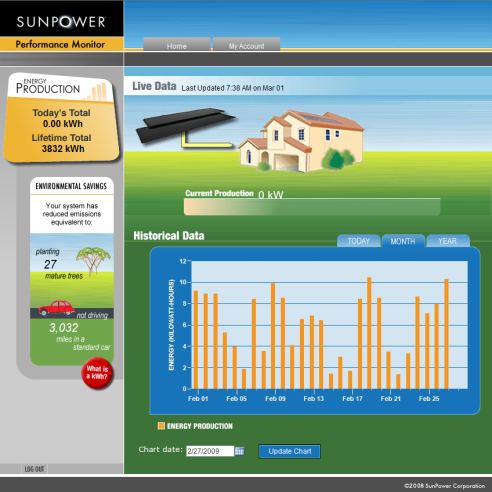 SUNPOWER
Performance Monitor
Home
My Account
ENERGY
PRODUCTION
Today's Total
0.00 kWh
Lifetime Total
3832 kWh
ENVIRONMENTAL SAVINGS
Your system has
reduced emissions
equivalent to:
planting
27
mature trees
not driving
3,032
miles in a
standard car
What is
a kWh?
LOG OUT
Live Data Last Updated 7:38 AM on Mar 01
Current Production 0 kW
Historical Data
TODAY
MONTH
YEAR
ENERGY (KILOWATT-HOURS)
12
10
8
6
4
2
0
Feb 01
Feb 05
Feb 09
Feb 13
Feb 17
Feb 21
Feb 25
ENERGY PRODUCTION
Chart date: 2/27/2009
Update Chart
©2008 SunPower Corporation